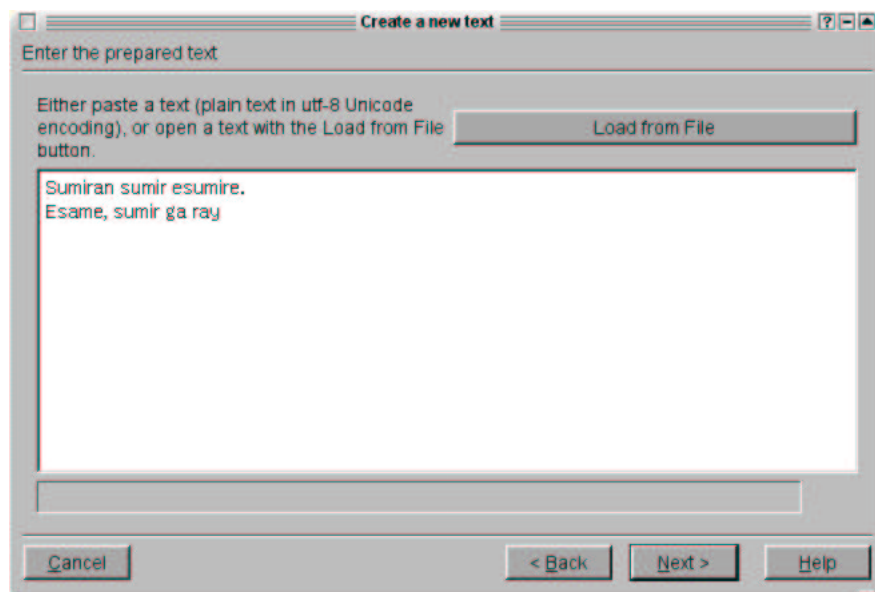 Create a new text
Enter the prepared text
Either paste a text (plain text in utf-8 Unicode
encoding), or open a text with the Load from File
button.
Load from File
Sumiran sumir esumire.
Esame, sumir ga ray
Cancel
< Back
Next >
Help